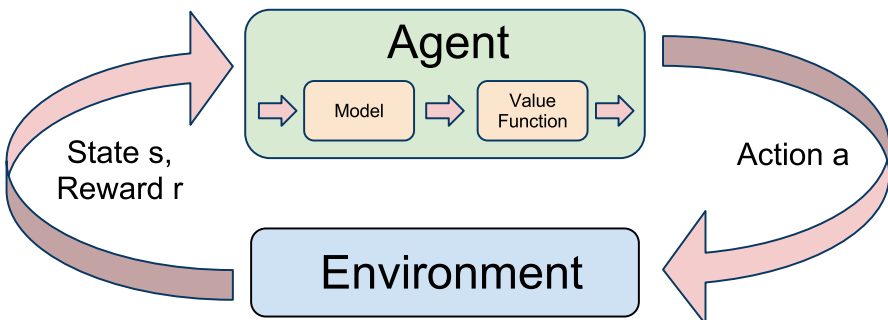 Agent
Model
Value
Function
State s,
Reward r
Action a
Environment